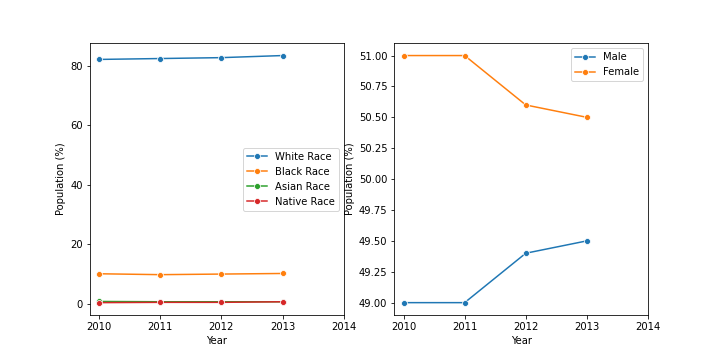 80
60
40
20
0
Population (%)
2010 2011 2012 2013 2014
Year
White Race
Black Race
Asian Race
Native Race
51.00
50.75
50.50
50.25
50.00
49.75
49.50
49.25
49.00
Population (%)
2010 2011 2012 2013 2014
Year
Male
Female